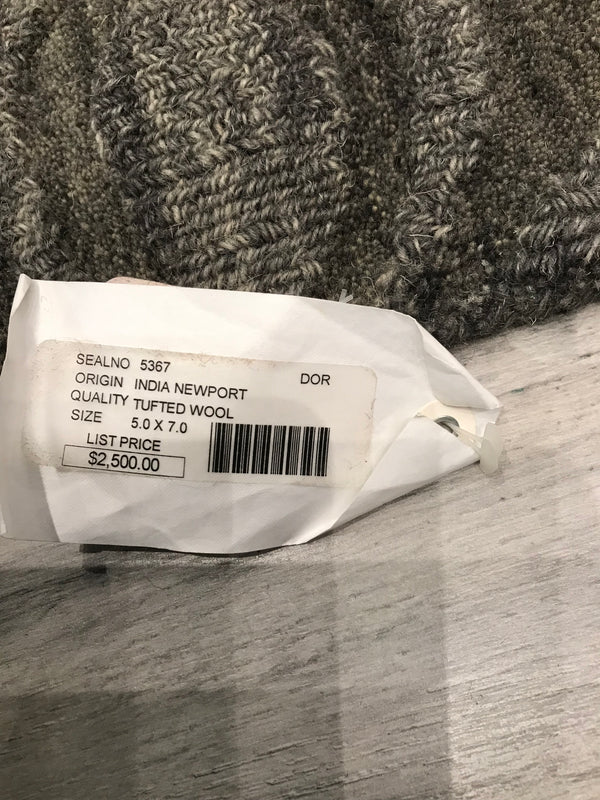 SEALNO 5367
DOR
ORIGIN INDIA NEWPORT
QUALITY TUFTED WOOL
SIZE 5.0 X 7.0
LIST PRICE
$2,500.00